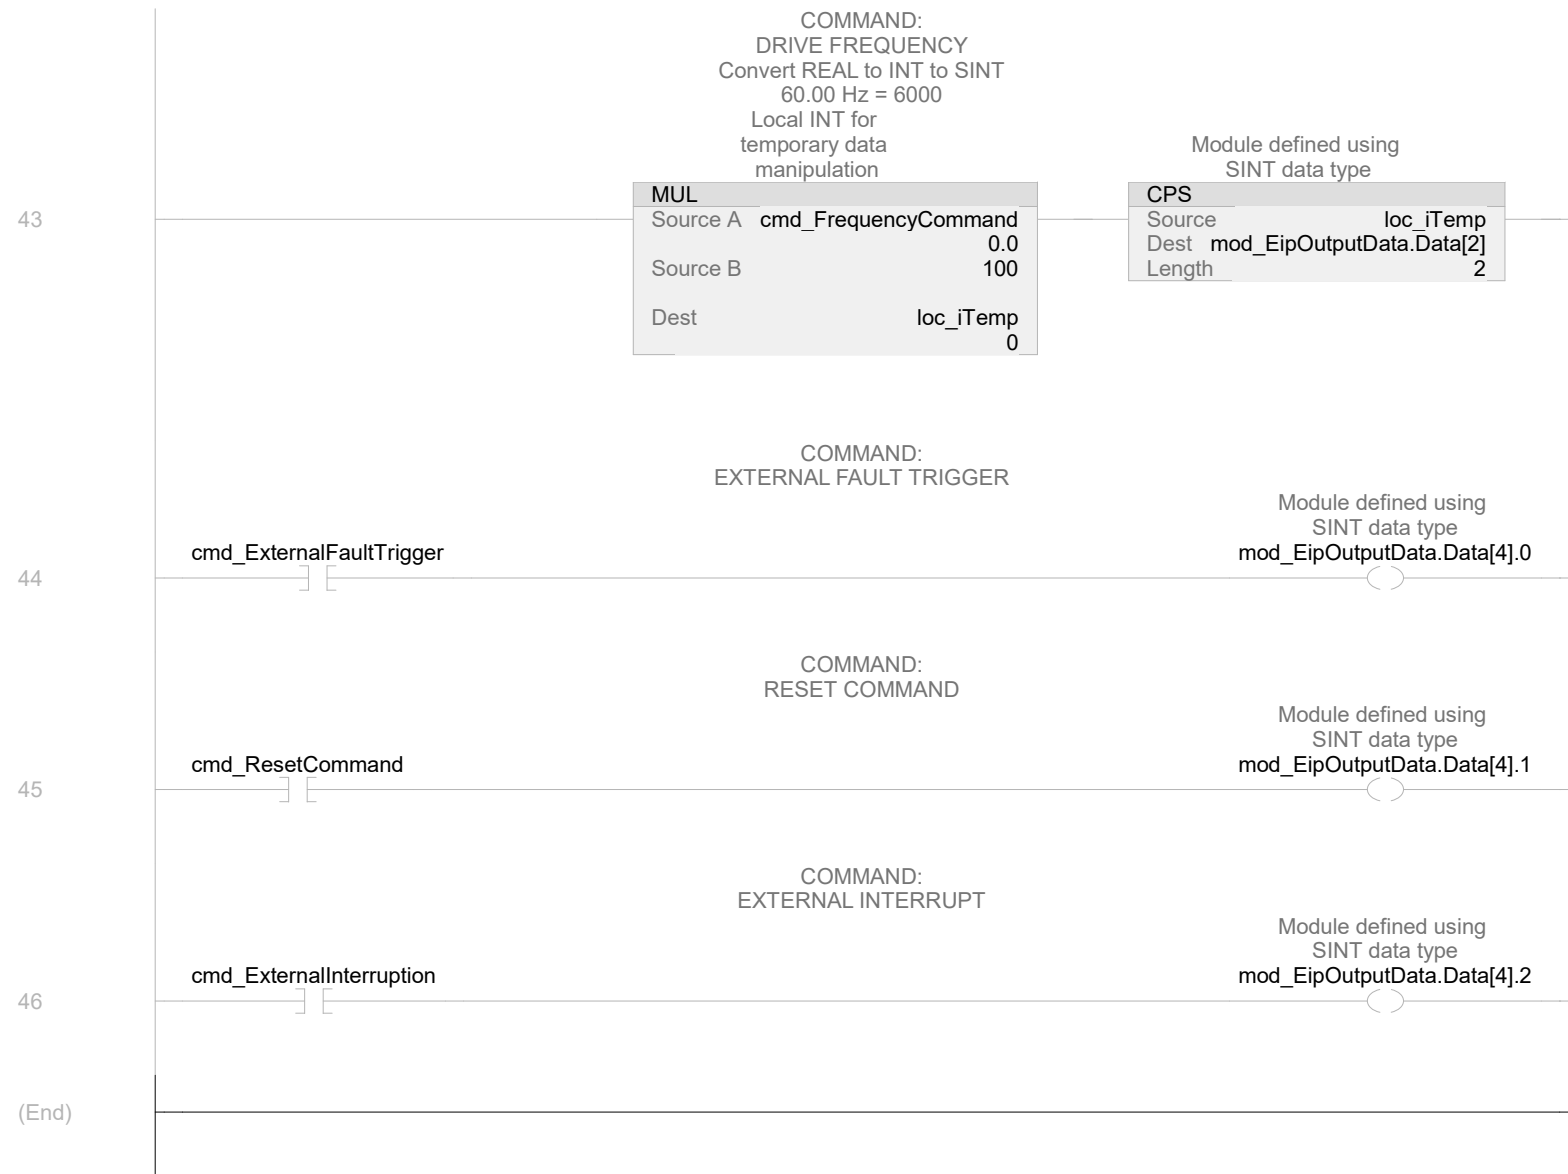 COMMAND:
DRIVE FREQUENCY
Convert REAL to INT to SINT
60.00 Hz = 6000
Local INT for
temporary data
manipulation
Module defined using
SINT data type
43
MUL
Source A cmd_FrequencyCommand
0.0
Source B 100
Dest loc_iTemp
0
CPS
Source loc_iTemp
Dest mod_EipOutputData.Data[2]
Length 2
COMMAND:
EXTERNAL FAULT TRIGGER
Module defined using
SINT data type
cmd_ExternalFaultTrigger
mod_EipOutputData.Data[4].0
44
COMMAND:
RESET COMMAND
Module defined using
SINT data type
cmd_ResetCommand
mod_EipOutputData.Data[4].1
45
COMMAND:
EXTERNAL INTERRUPT
Module defined using
SINT data type
cmd_ExternalInterruption
mod_EipOutputData.Data[4].2
46
(End)